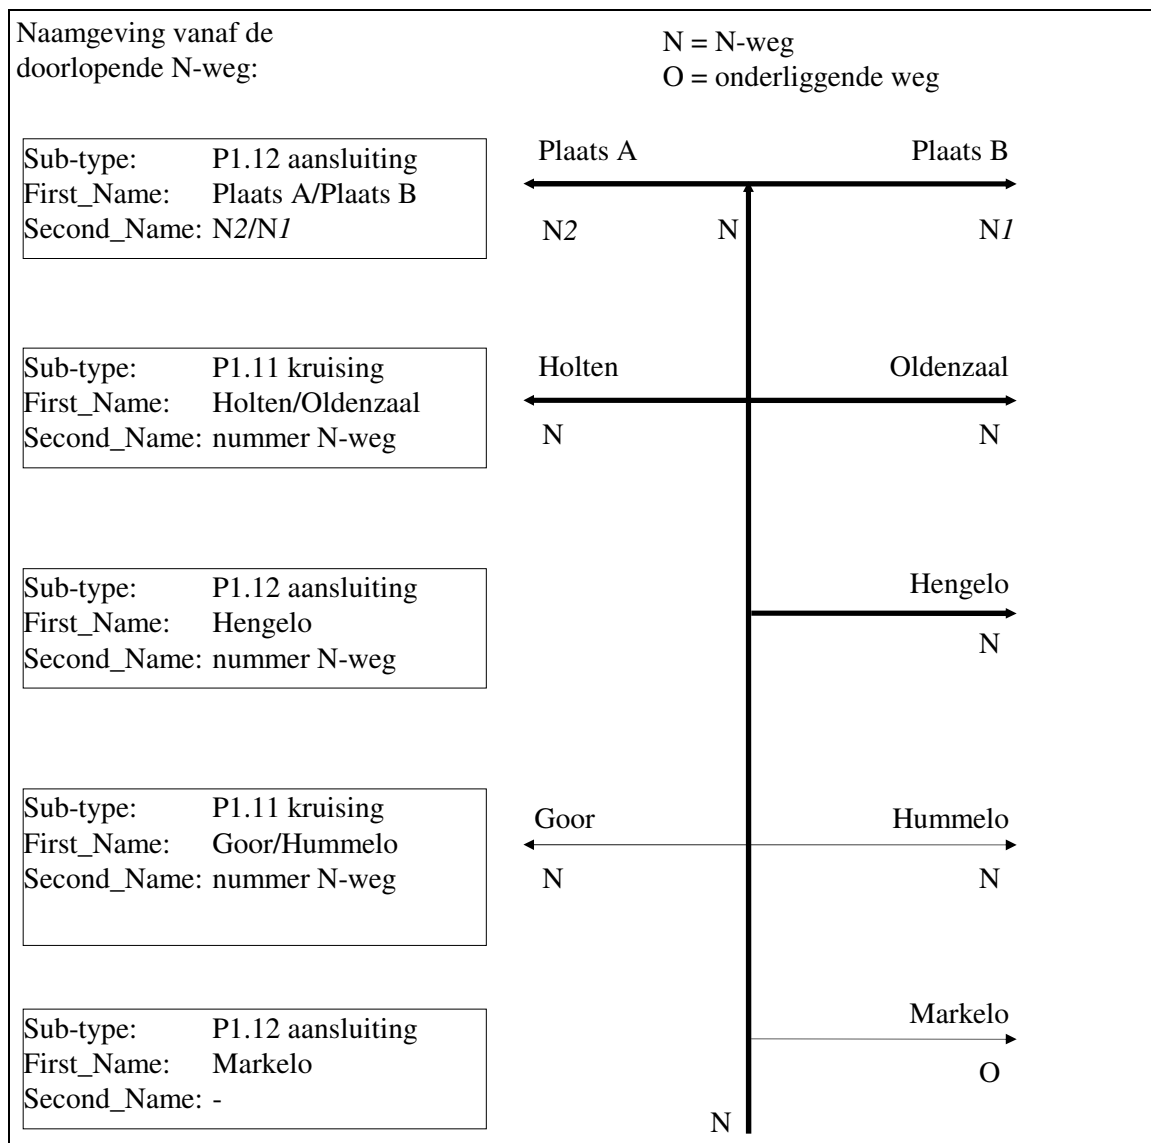 Naamgeving vanaf de
doorlopende N-weg:
N = N-weg
O = onderliggende weg
Sub-type: P1.12 aansluiting
First_Name: Plaats A/Plaats B
Second_Name: N2/N1
Plaats A Plaats B
N2 N N1
Sub-type: P1.11 kruising
First_Name: Holten/Oldenzaal
Second_Name: nummer N-weg
Holten Oldenzaal
N N
Sub-type: P1.12 aansluiting
First_Name: Hengelo
Second_Name: nummer N-weg
Hengelo
N
Sub-type: P1.11 kruising
First_Name: Goor/Hummelo
Second_Name: nummer N-weg
Goor Hummelo
N N
Sub-type: P1.12 aansluiting
First_Name: Markelo
Second_Name: -
Markelo
O
N